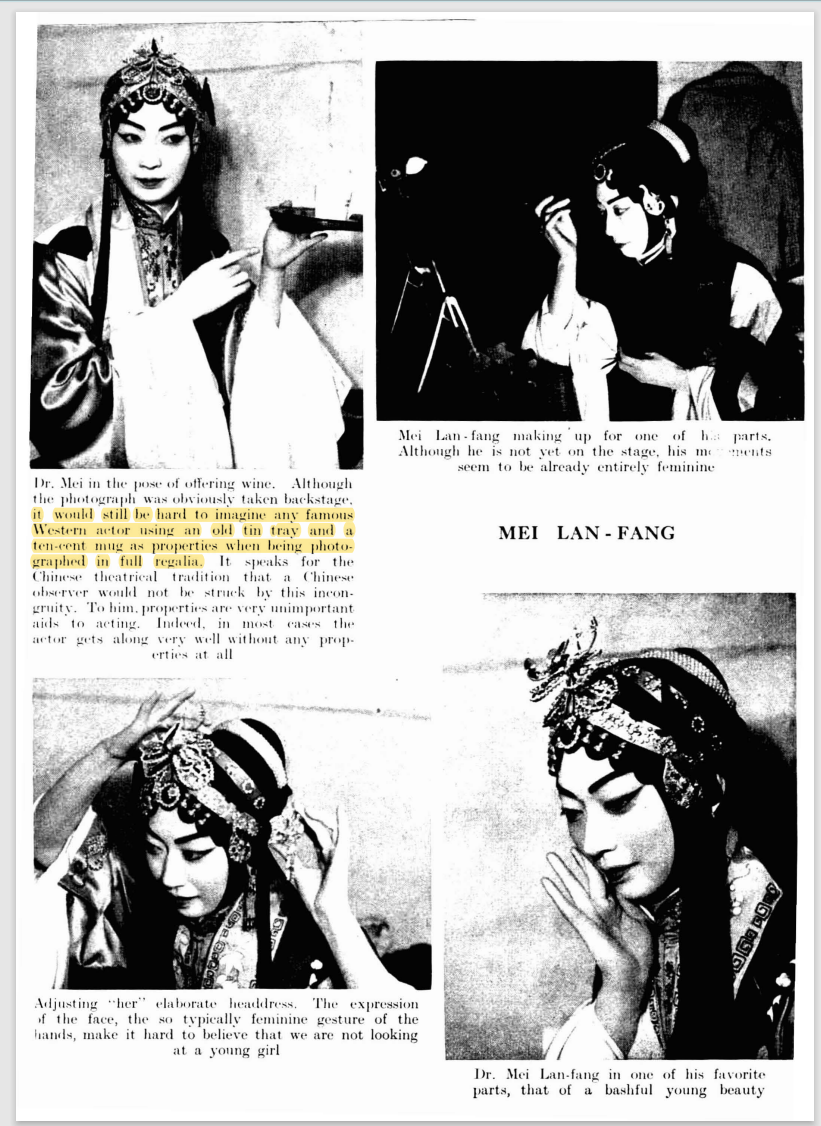 Dr. Mei in the pose of offering wine. Although
the photograph was obviously taken backstage,
it would still be hard to imagine any famous
Western actor using an old tin tray and a
ten-cent mug as properties when being photo-
graphed in full regalia. It speaks for the
Chinese theatrical tradition that a Chinese
observer would not be struck by this incon-
gruity. To him, properties are very unimportant
aids to acting. Indeed, in most cases the
actor gets along very well without any prop-
erties at all
Mei Lan-fang making up for one of parts.
Although he is not yet on the stage, his
seem to be already entirely feminine
MEI LAN-FANG
Adjusting "her" elaborate headdress. The expression
of the face, the so typically feminine gesture of the
hands, make it hard to believe that we are not looking
at a young girl
Dr. Mei Lan-fang in one of his favorite
parts, that of a bashful young beauty